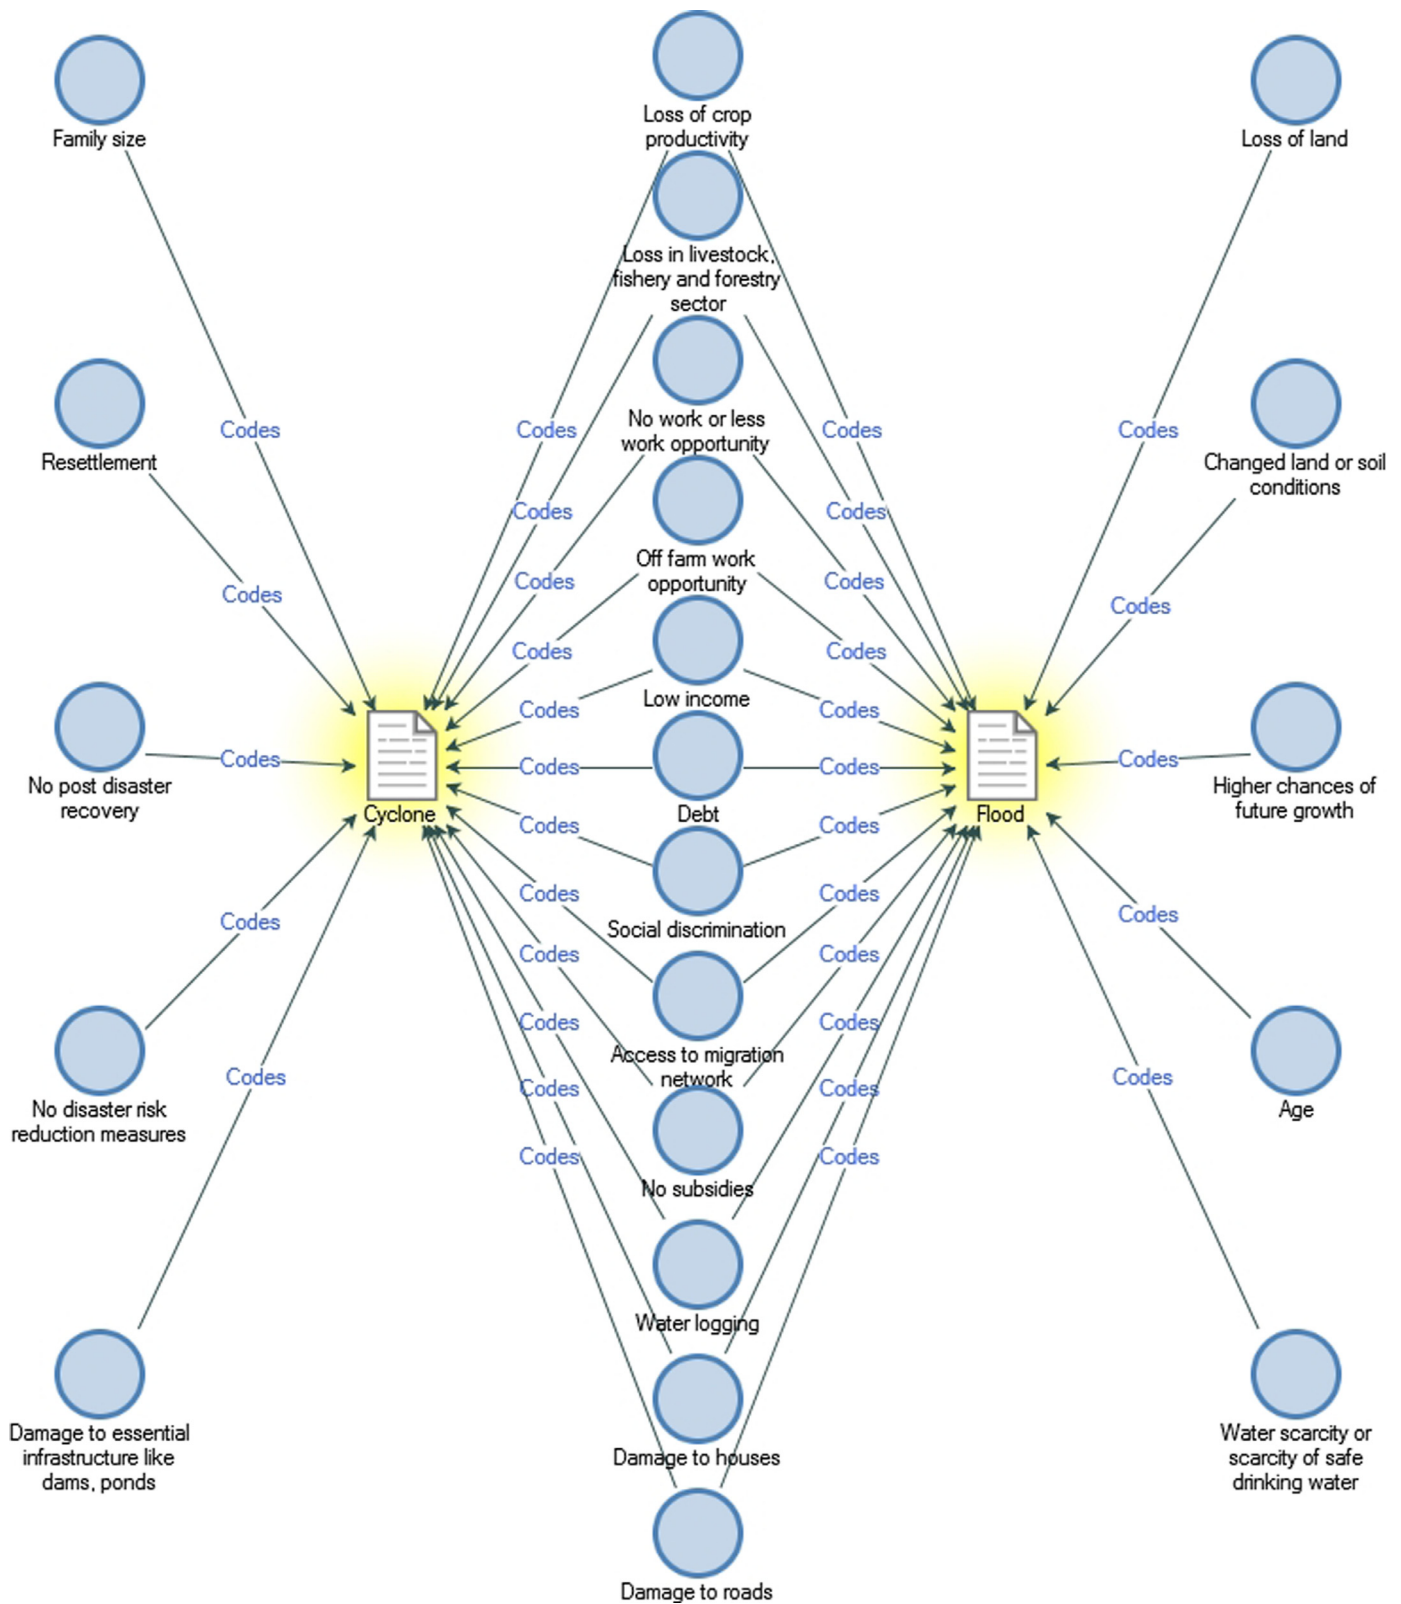 Family size
Loss of crop
productivity
Loss of land
Loss in livestock,
fishery and forestry
sector
Resettlement
No work or less
work opportunity
Changed land or soil
conditions
Codes
Codes
Codes
Codes
Codes
Codes
Off farm work
opportunity
Codes
Codes
Codes
Codes
Codes
Codes
Low income
Codes
Codes
No post disaster
recovery
Codes
Codes
Codes
Codes
Higher chances of
future growth
Cyclone
Debt
Flood
Codes
Codes
Social discrimination
Codes
Codes
Codes
Codes
Codes
Codes
Access to migration
network
Codes
Codes
No disaster risk
reduction measures
Age
Codes
Codes
Codes
Codes
Codes
Codes
No subsidies
Water logging
Damage to essential
infrastructure like
dams, ponds
Damage to houses
Water scarcity or
scarcity of safe
drinking water
Damage to roads